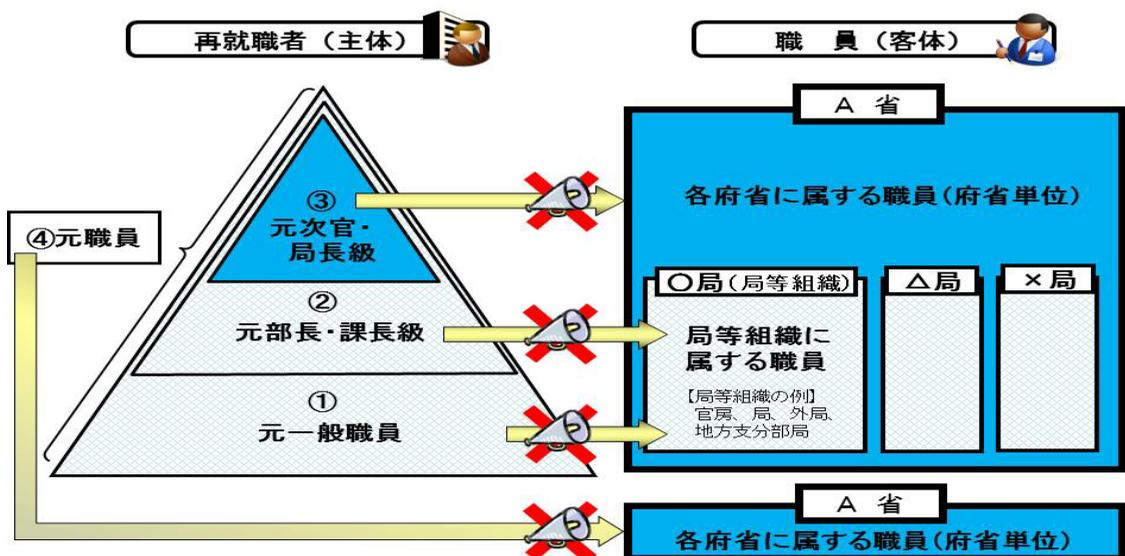 再就職者（主体）
職　員（客体）
Ａ 省
各府省に属する職員（府省単位）
③
元次官・
局長級
④元職員
○局（局等組織）
△局
×局
②
元部長・課長級
局等組織に
属する職員
【局等組織の例】
官房、局、外局、
地方支分部局
①
元一般職員
Ａ 省
各府省に属する職員（府省単位）